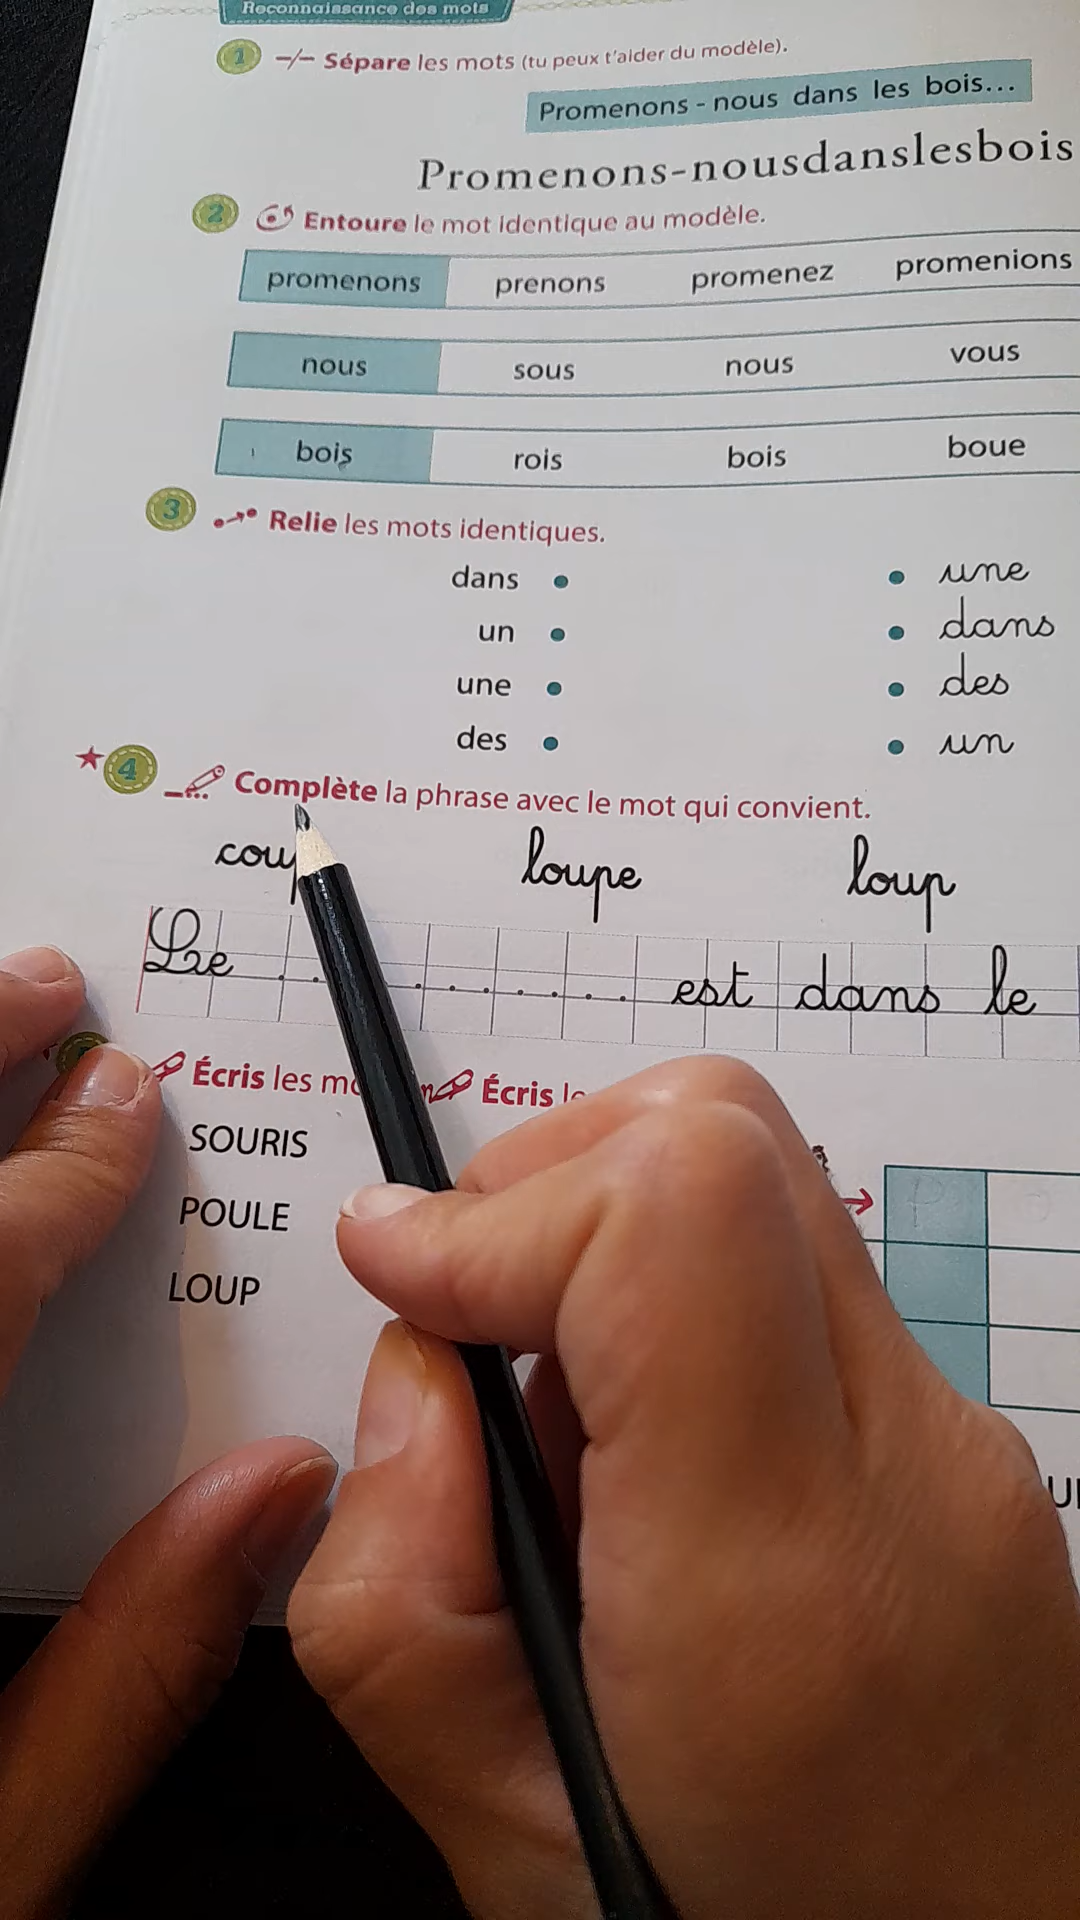 Reconnaissance des mots
1 Sépare les mots (tu peux t'aider du modèle).
Promenons - nous dans les bois...
Promenons-nousdanslesbois
2 Entoure le mot identique au modèle.
promenons prenons promenez promenions
nous sous nous vous
bois rois bois boue
3 Relie les mots identiques.
dans • • une
un • • dans
une • • des
des • • un
4 Complète la phrase avec le mot qui convient.
loupe loup
Le ........ est dans le
Écris les Écris
SOURIS
POULE
LOUP